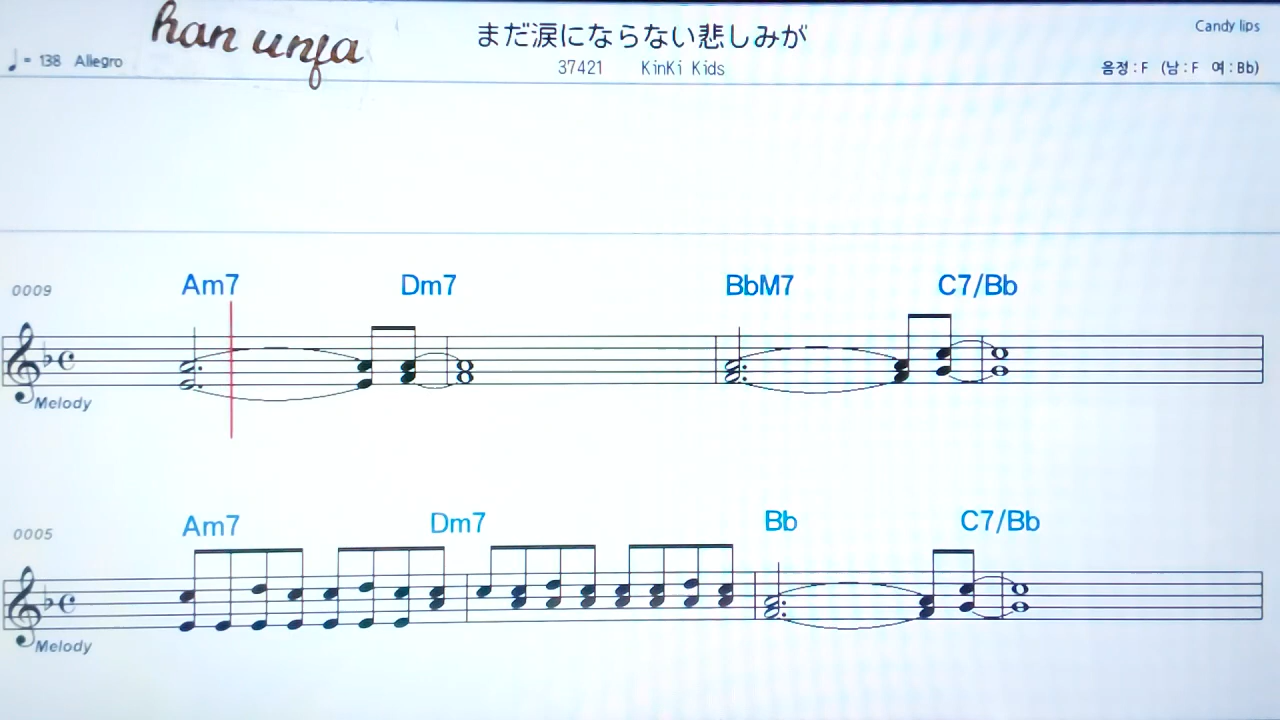 han unfa
まだ涙にならない悲しみが
Candy lips
♩= 138 Allegro
37421 KinKi Kids
음정 : F (남 : F 여 : Bb)
0009
Am7 Dm7 BbM7 C7/Bb
Melody
0005
Am7 Dm7 Bb C7/Bb
Melody